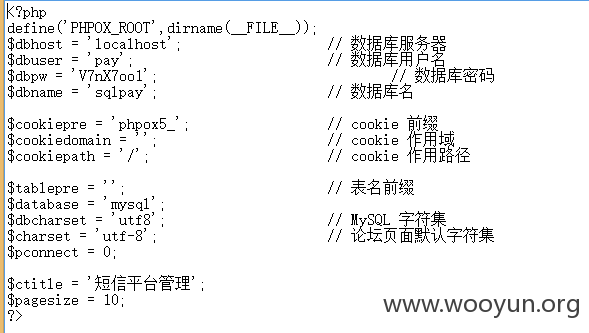 <?php
define('PHPOX_ROOT',dirname(__FILE__));
$dbhost = 'localhost'; // 数据库服务器
$dbuser = 'pay'; // 数据库用户名
$dbpw = 'V7nX7ool'; // 数据库密码
$dbname = 'sqlpay'; // 数据库名
$cookiepre = 'phpox5_'; // cookie 前缀
$cookiedomain = ''; // cookie 作用域
$cookiepath = '/'; // cookie 作用路径
$tablepre = ''; // 表名前缀
$database = 'mysql';
$dbcharset = 'utf8'; // MySQL 字符集
$charset = 'utf-8'; // 论坛页面默认字符集
$pconnect = 0;
$ctitle = '短信平台管理';
$pagesize = 10;
?>
www.wooyun.org